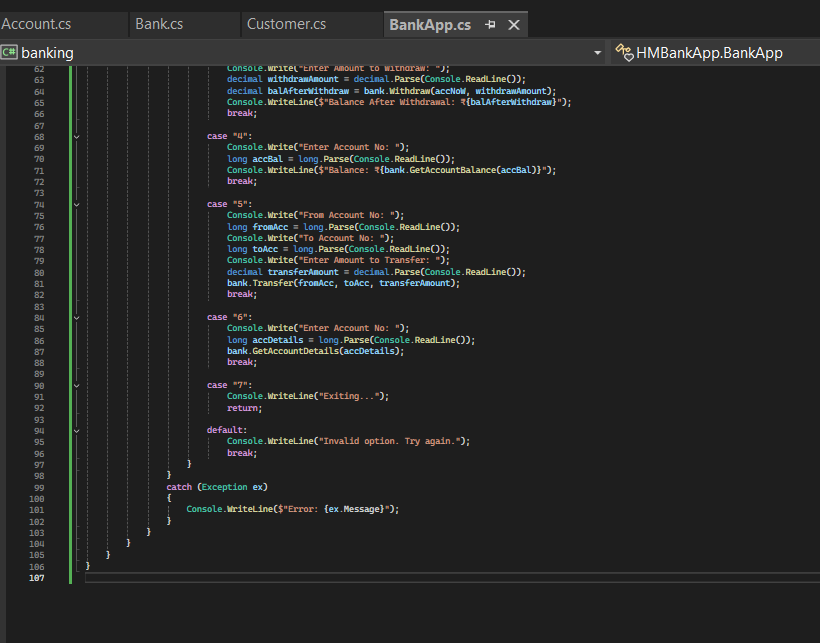 Account.cs Bank.cs Customer.cs BankApp.cs
C# banking HMBankApp.BankApp
62 Console.Write("Enter Amount to Withdraw: ");
63 decimal withdrawAmount = decimal.Parse(Console.ReadLine());
64 decimal balAfterWithdraw = bank.Withdraw(accNoW, withdrawAmount);
65 Console.WriteLine($"Balance After Withdrawal: ₹{balAfterWithdraw}");
66 break;
67
68 case "4":
69 Console.Write("Enter Account No: ");
70 long accBal = long.Parse(Console.ReadLine());
71 Console.WriteLine($"Balance: ₹{bank.GetAccountBalance(accBal)}");
72 break;
73
74 case "5":
75 Console.Write("From Account No: ");
76 long fromAcc = long.Parse(Console.ReadLine());
77 Console.Write("To Account No: ");
78 long toAcc = long.Parse(Console.ReadLine());
79 Console.Write("Enter Amount to Transfer: ");
80 decimal transferAmount = decimal.Parse(Console.ReadLine());
81 bank.Transfer(fromAcc, toAcc, transferAmount);
82 break;
83
84 case "6":
85 Console.Write("Enter Account No: ");
86 long accDetails = long.Parse(Console.ReadLine());
87 bank.GetAccountDetails(accDetails);
88 break;
89
90 case "7":
91 Console.WriteLine("Exiting...");
92 return;
93
94 default:
95 Console.WriteLine("Invalid option. Try again.");
96 break;
97 }
98 }
99 catch (Exception ex)
100 {
101 Console.WriteLine($"Error: {ex.Message}");
102 }
103 }
104 }
105 }
106 }
107